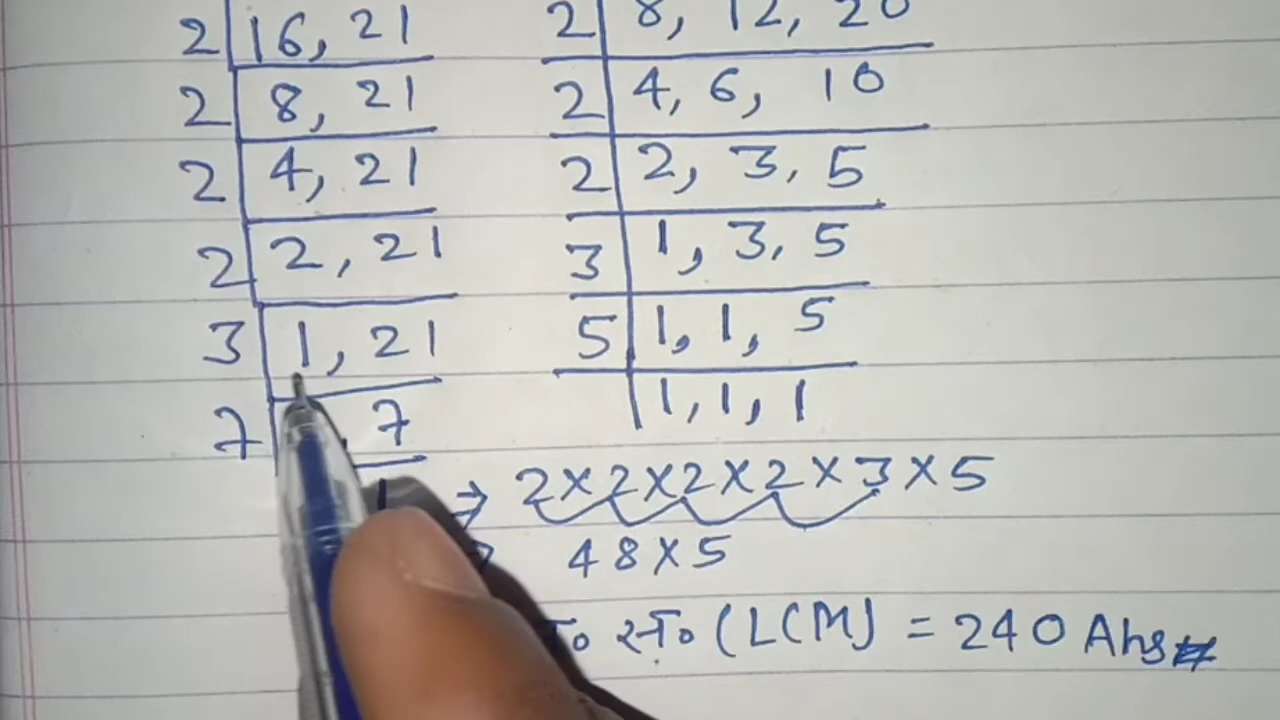 2 | 16, 21
2 | 8, 21
2 | 4, 21
2 | 2, 21
3 | 1, 21
7 | , 7
1
2 | 8, 12, 20
2 | 4, 6, 10
2 | 2, 3, 5
3 | 1, 3, 5
5 | 1, 1, 5
| 1, 1, 1
⇒ 2×2×2×2×3×5
48×5
(LCM) = 240 Ans